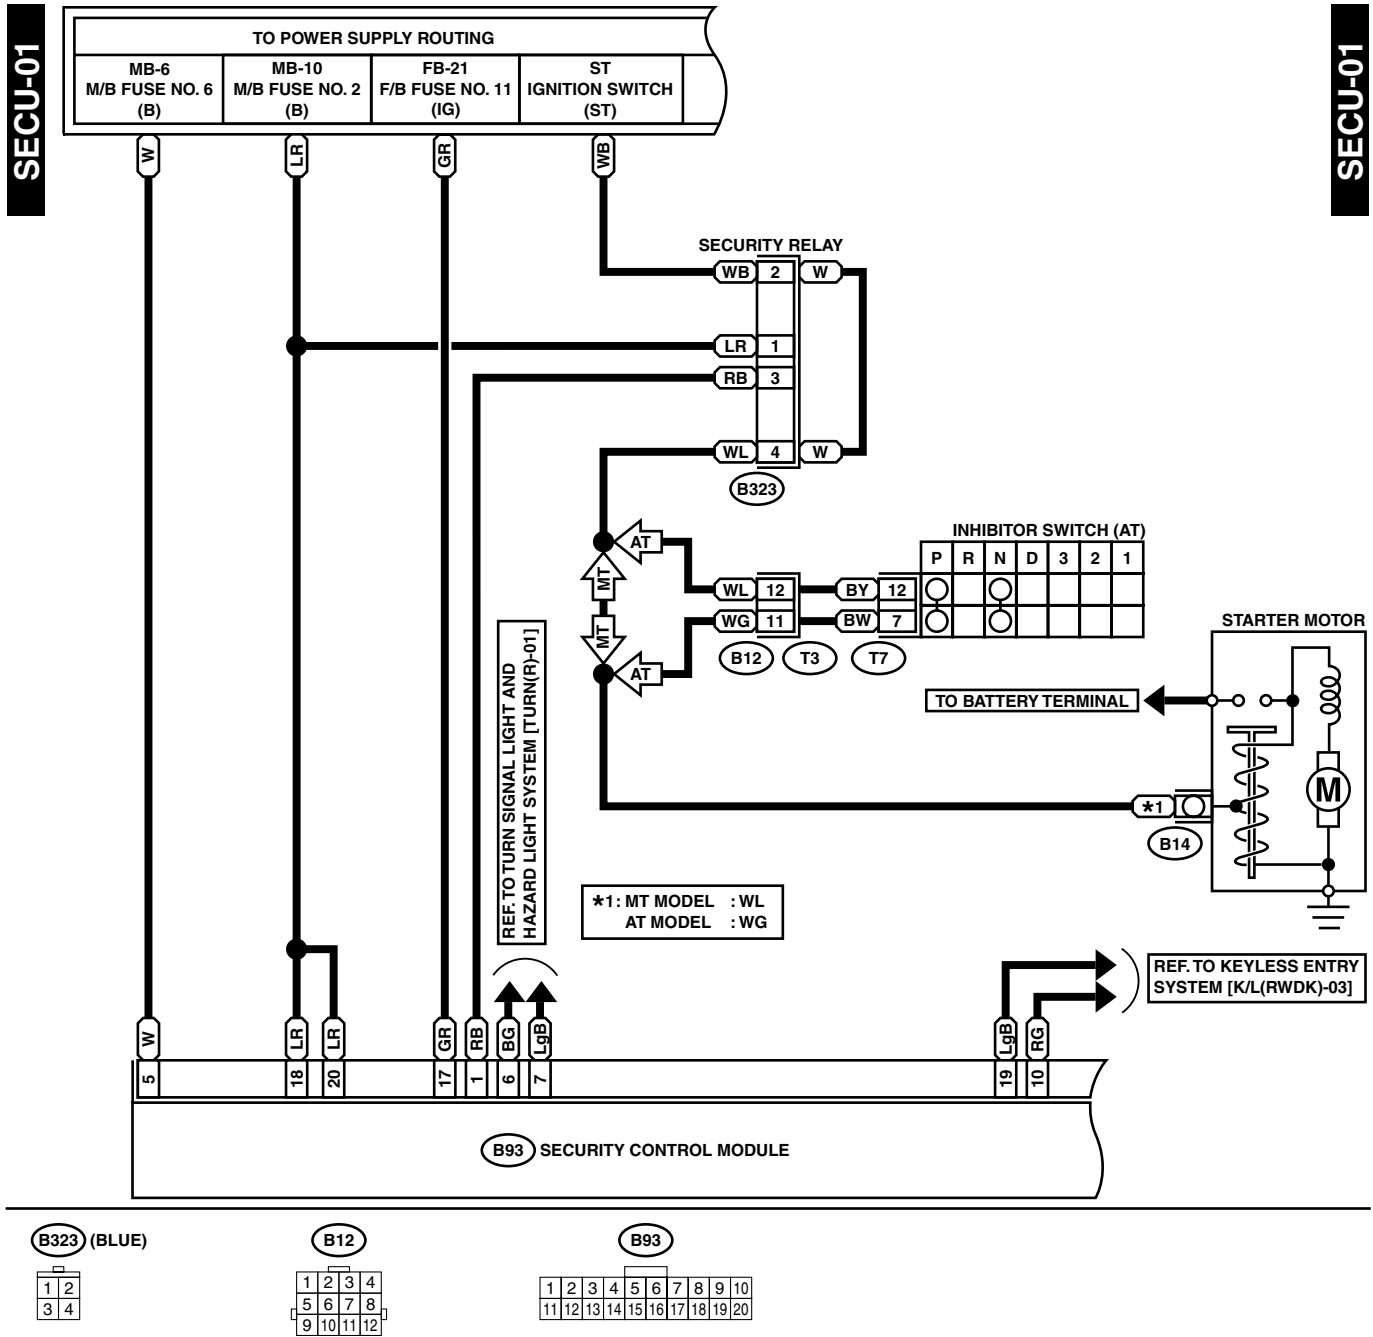 SECU-01
SECU-01
TO POWER SUPPLY ROUTING
MB-6
M/B FUSE NO. 6
(B)
MB-10
M/B FUSE NO. 2
(B)
FB-21
F/B FUSE NO. 11
(IG)
ST
IGNITION SWITCH
(ST)
W
LR
GR
WB
SECURITY RELAY
WB 2 W
LR 1
RB 3
WL 4 W
B323
AT
MT
MT
AT
WL 12 BY 12
WG 11 BW 7
B12 T3 T7
INHIBITOR SWITCH (AT)
P R N D 3 2 1
STARTER MOTOR
TO BATTERY TERMINAL
M
*1
B14
REF. TO TURN SIGNAL LIGHT AND
HAZARD LIGHT SYSTEM [TURN(R)-01]
*1: MT MODEL : WL
AT MODEL : WG
REF. TO KEYLESS ENTRY
SYSTEM [K/L(RWDK)-03]
W LR LR GR RB BG LgB LgB RG
5 18 20 17 1 6 7 19 10
B93 SECURITY CONTROL MODULE
B323 (BLUE)
1 2
3 4
B12
1 2 3 4
5 6 7 8
9 10 11 12
B93
1 2 3 4 5 6 7 8 9 10
11 12 13 14 15 16 17 18 19 20